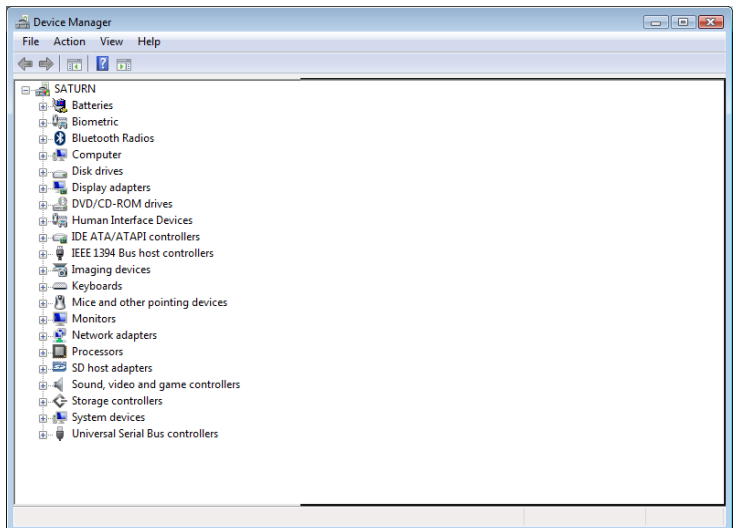 Device Manager
File Action View Help
SATURN
Batteries
Biometric
Bluetooth Radios
Computer
Disk drives
Display adapters
DVD/CD-ROM drives
Human Interface Devices
IDE ATA/ATAPI controllers
IEEE 1394 Bus host controllers
Imaging devices
Keyboards
Mice and other pointing devices
Monitors
Network adapters
Processors
SD host adapters
Sound, video and game controllers
Storage controllers
System devices
Universal Serial Bus controllers